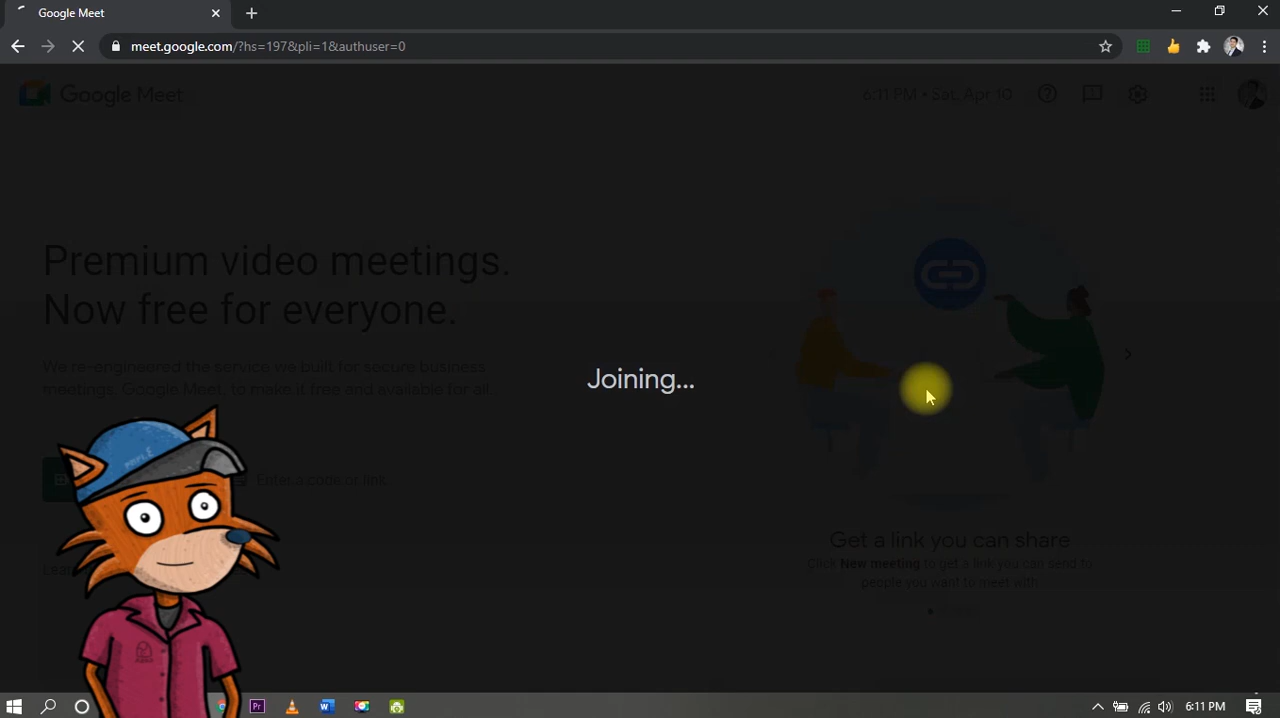 Google Meet
meet.google.com/?hs=197&pli=1&authuser=0
Google Meet
6:11 PM • Sat, Apr 10
Premium video meetings.
Now free for everyone.
We re-engineered the service we built for secure business
meetings, Google Meet, to make it free and available for all.
Joining...
Enter a code or link
Get a link you can share
Click New meeting to get a link you can send to
people you want to meet with
Pr
W
6:11 PM